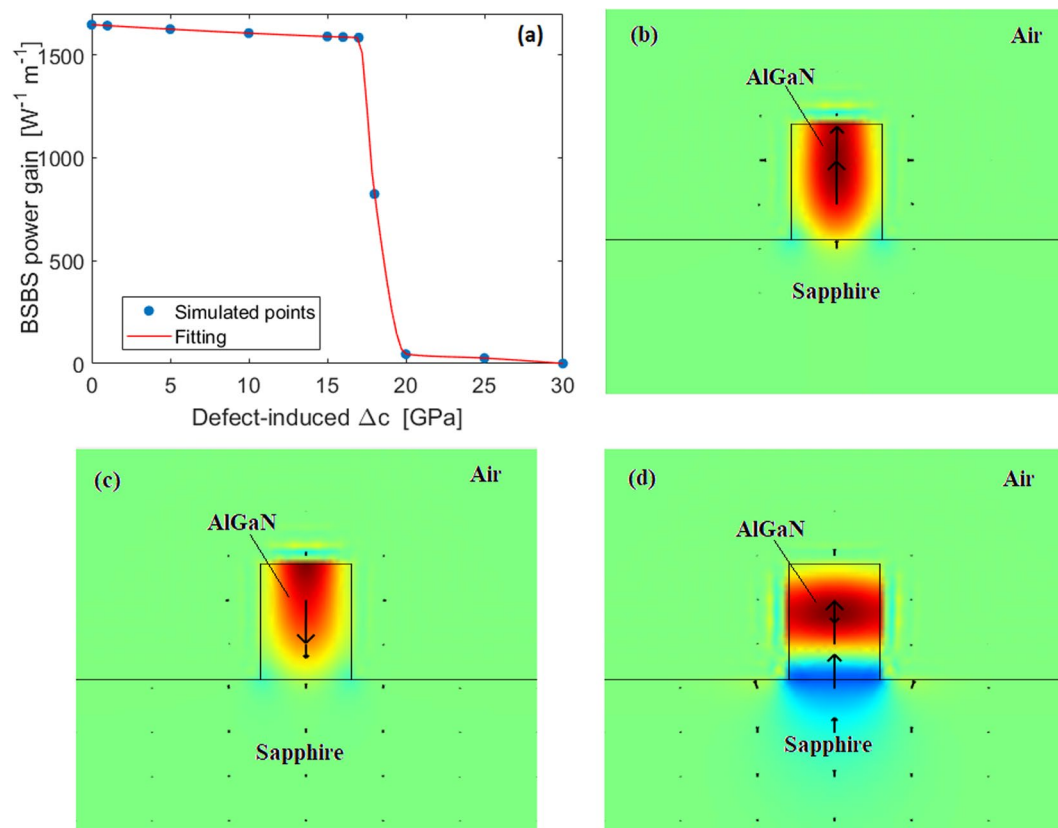 (a)
BSBS power gain [W⁻¹ m⁻¹]
1500
1000
500
0
Simulated points
Fitting
0 5 10 15 20 25 30
Defect-induced Δc [GPa]
(b)
Air
AlGaN
Sapphire
(c)
Air
AlGaN
Sapphire
(d)
Air
AlGaN
Sapphire